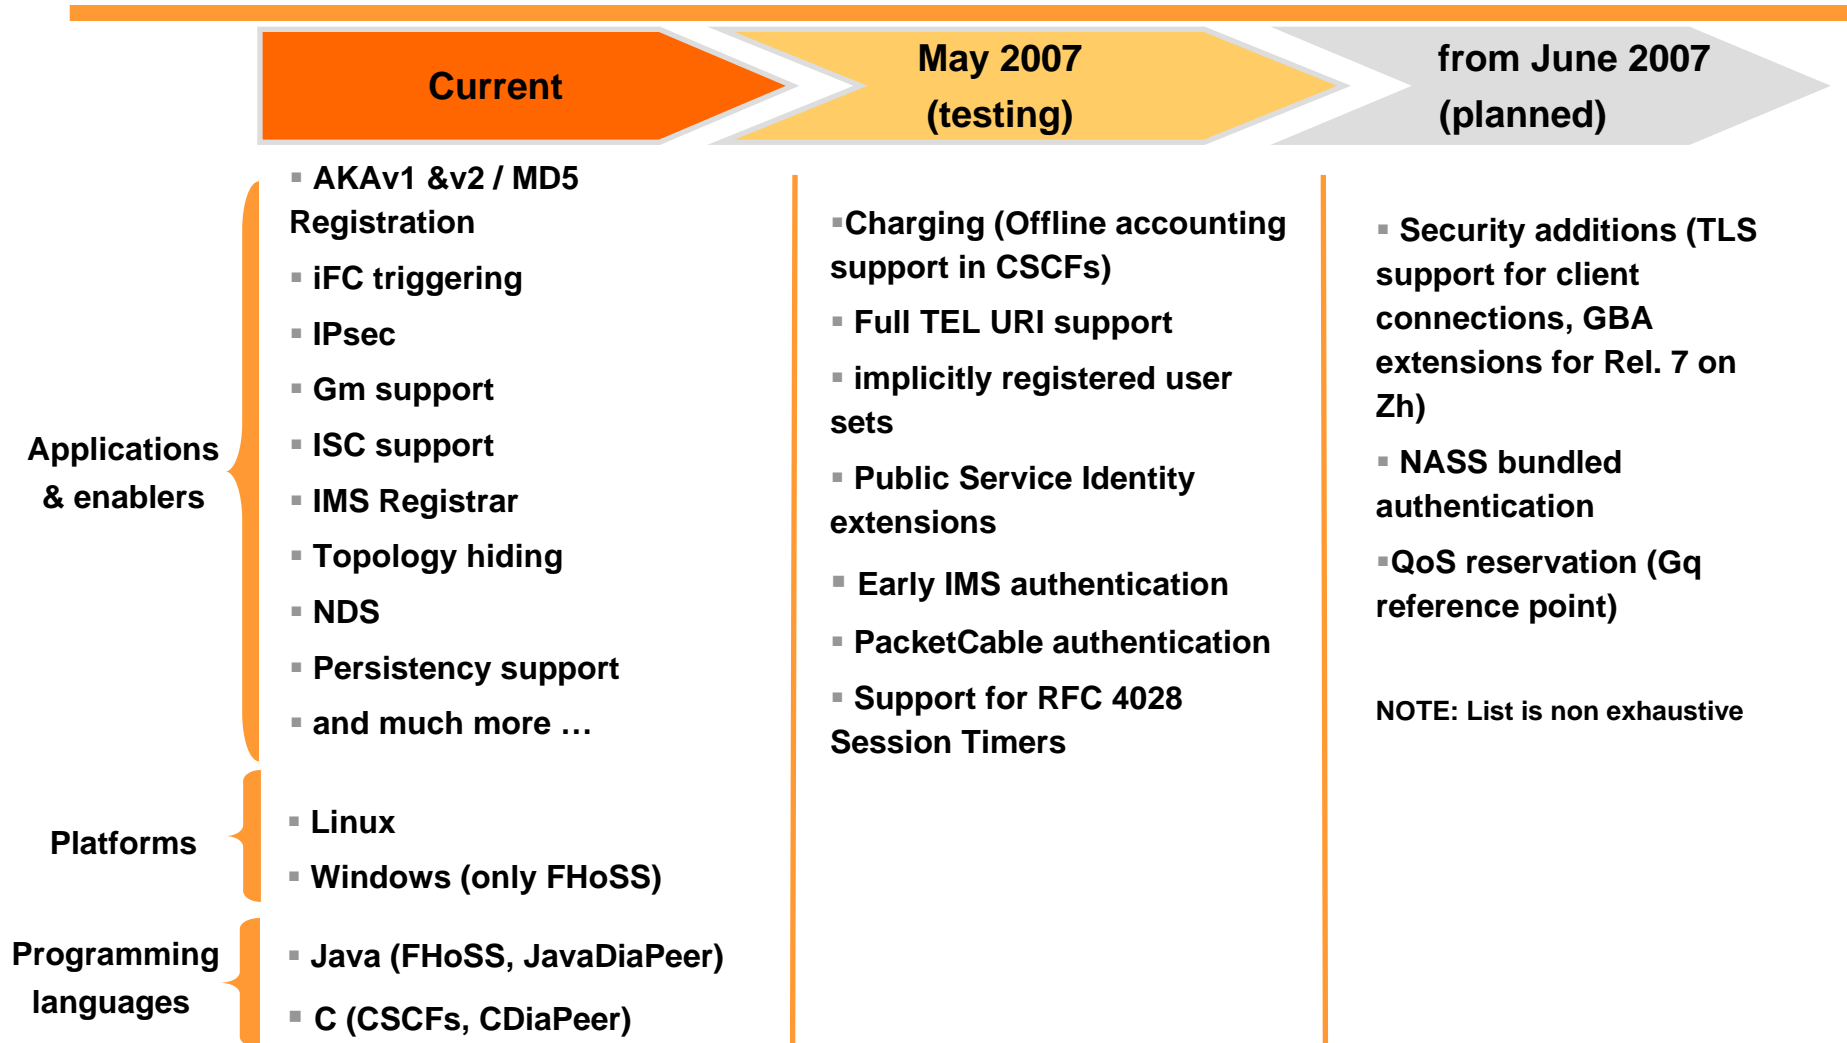 Current
May 2007
(testing)
from June 2007
(planned)
Applications
& enablers
▪ AKAv1 &v2 / MD5
Registration
▪ iFC triggering
▪ IPsec
▪ Gm support
▪ ISC support
▪ IMS Registrar
▪ Topology hiding
▪ NDS
▪ Persistency support
▪ and much more …
▪Charging (Offline accounting
support in CSCFs)
▪ Full TEL URI support
▪ implicitly registered user
sets
▪ Public Service Identity
extensions
▪ Early IMS authentication
▪ PacketCable authentication
▪ Support for RFC 4028
Session Timers
▪ Security additions (TLS
support for client
connections, GBA
extensions for Rel. 7 on
Zh)
▪ NASS bundled
authentication
▪QoS reservation (Gq
reference point)
NOTE: List is non exhaustive
Platforms
▪ Linux
▪ Windows (only FHoSS)
Programming
languages
▪ Java (FHoSS, JavaDiaPeer)
▪ C (CSCFs, CDiaPeer)